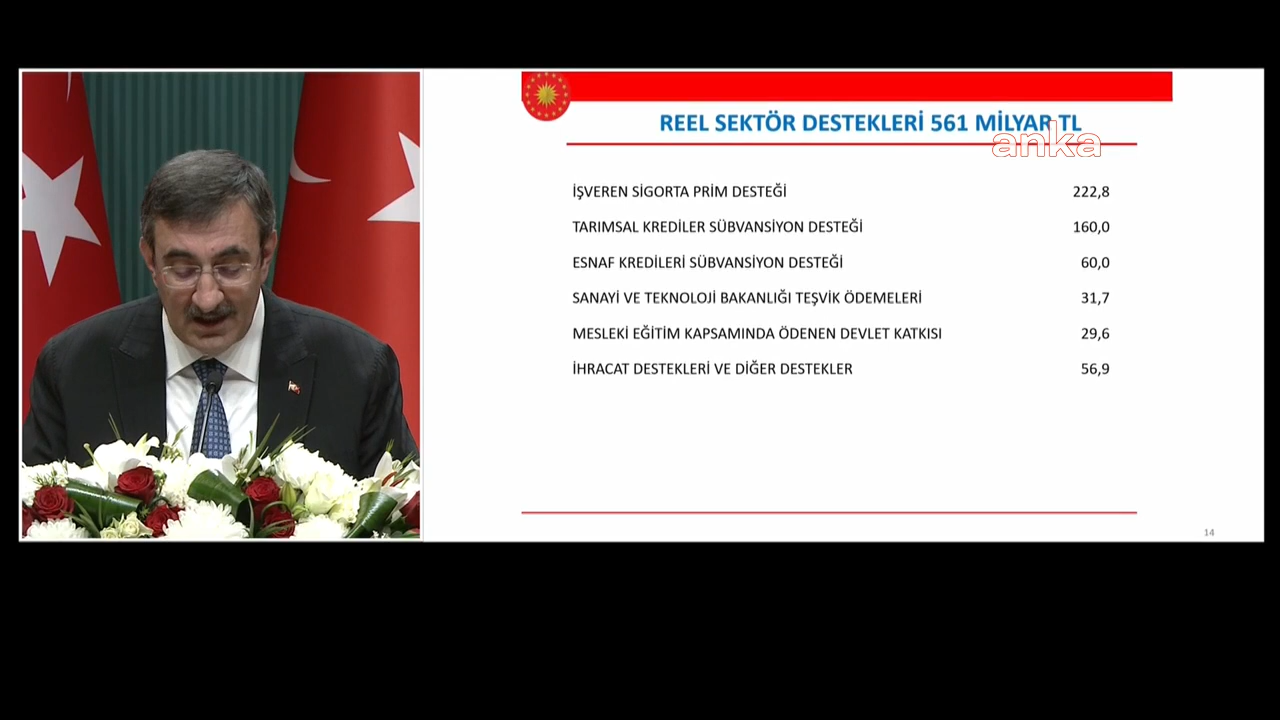 REEL SEKTÖR DESTEKLERİ 561 MİLYAR TL
anka
İŞVEREN SİGORTA PRİM DESTEĞİ 222,8
TARIMSAL KREDİLER SÜBVANSİYON DESTEĞİ 160,0
ESNAF KREDİLERİ SÜBVANSİYON DESTEĞİ 60,0
SANAYİ VE TEKNOLOJİ BAKANLIĞI TEŞVİK ÖDEMELERİ 31,7
MESLEKİ EĞİTİM KAPSAMINDA ÖDENEN DEVLET KATKISI 29,6
İHRACAT DESTEKLERİ VE DİĞER DESTEKLER 56,9
14